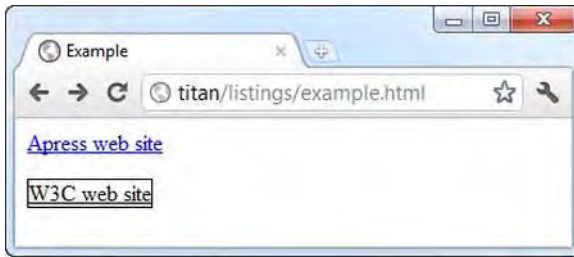 Example
titan/listings/example.html
Apress web site
W3C web site